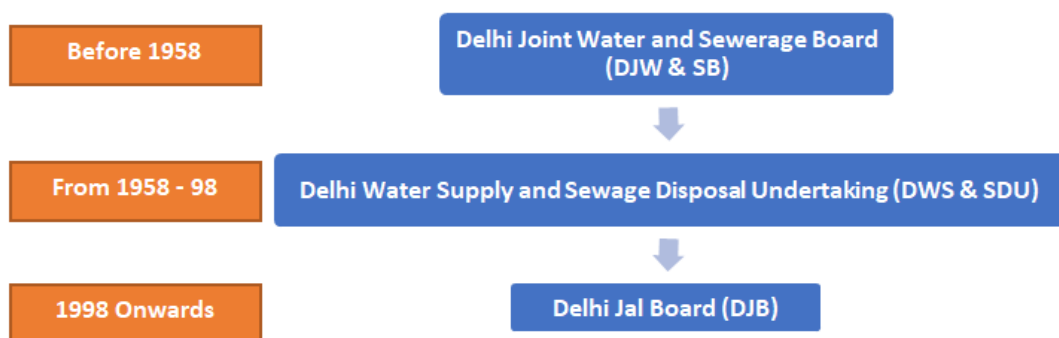 Before 1958
Delhi Joint Water and Sewerage Board
(DJW & SB)
From 1958 - 98
Delhi Water Supply and Sewage Disposal Undertaking (DWS & SDU)
1998 Onwards
Delhi Jal Board (DJB)